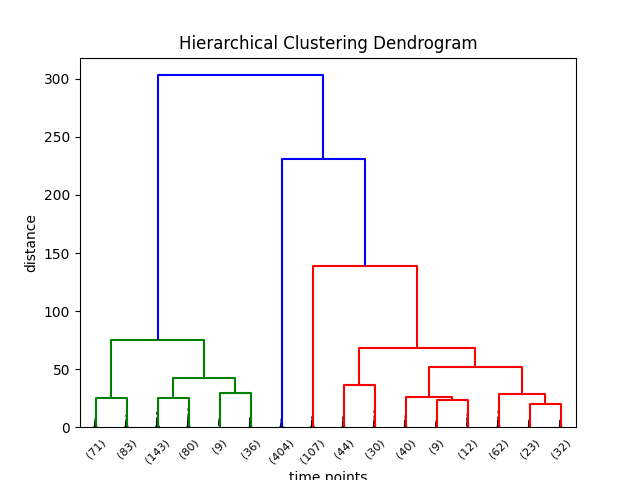 Hierarchical Clustering Dendrogram
300
250
200
150
100
50
0
distance
(71) (83) (143) (80) (9) (36) (404) (107) (44) (30) (40) (9) (12) (62) (23) (32)
time points